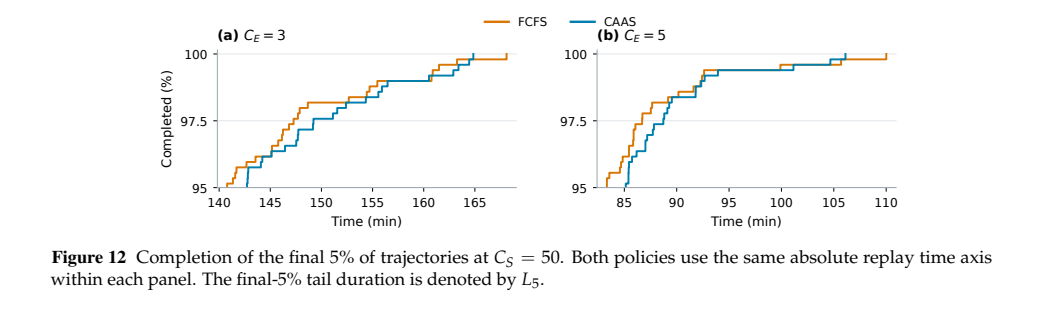 FCFS CAAS
(a) C_E = 3
(b) C_E = 5
Completed (%)
100
97.5
95
140 145 150 155 160 165
Time (min)
100
97.5
95
85 90 95 100 105 110
Time (min)
Figure 12 Completion of the final 5% of trajectories at C_S = 50. Both policies use the same absolute replay time axis
within each panel. The final-5% tail duration is denoted by L_5.